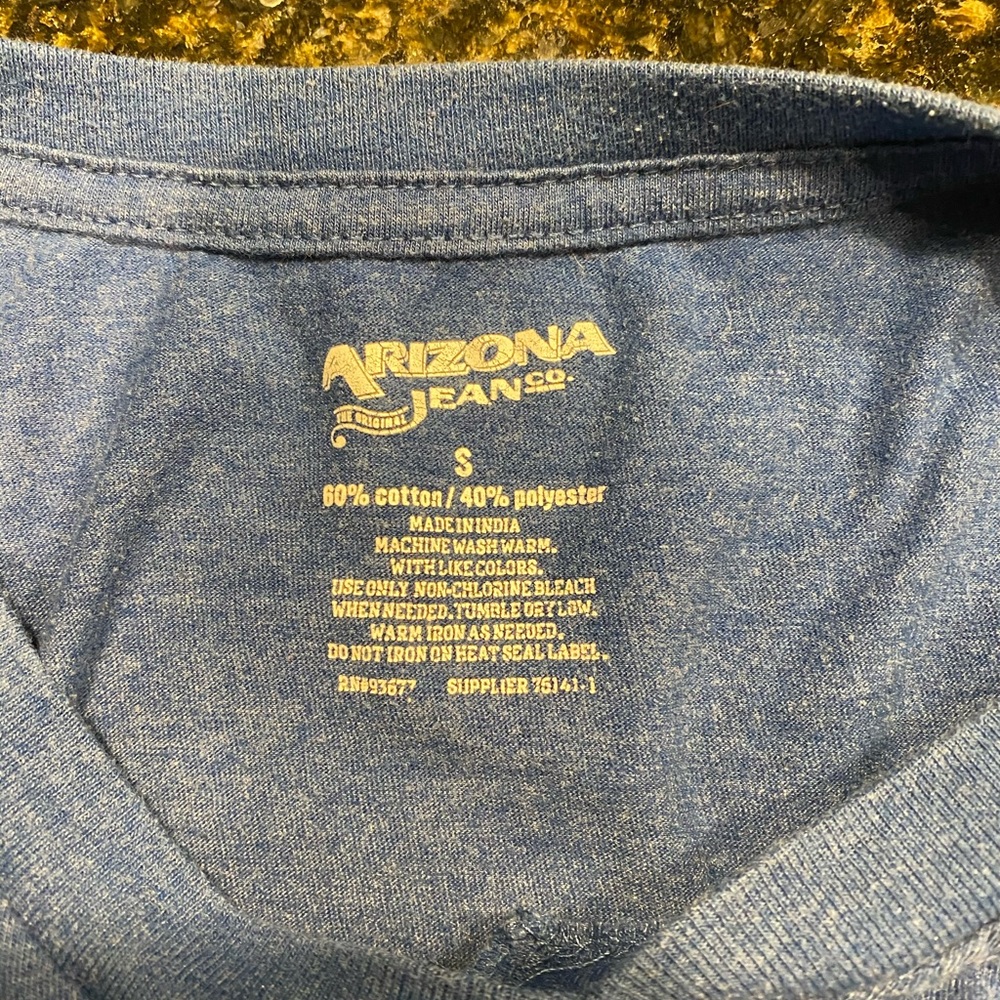 ARIZONA
JEAN CO.
THE ORIGINAL
S
60% cotton / 40% polyester
MADE IN INDIA
MACHINE WASH WARM.
WITH LIKE COLORS.
USE ONLY NON-CHLORINE BLEACH
WHEN NEEDED. TUMBLE DRY LOW.
WARM IRON AS NEEDED.
DO NOT IRON ON HEAT SEAL LABEL.
RN#93677 SUPPLIER 76141-1